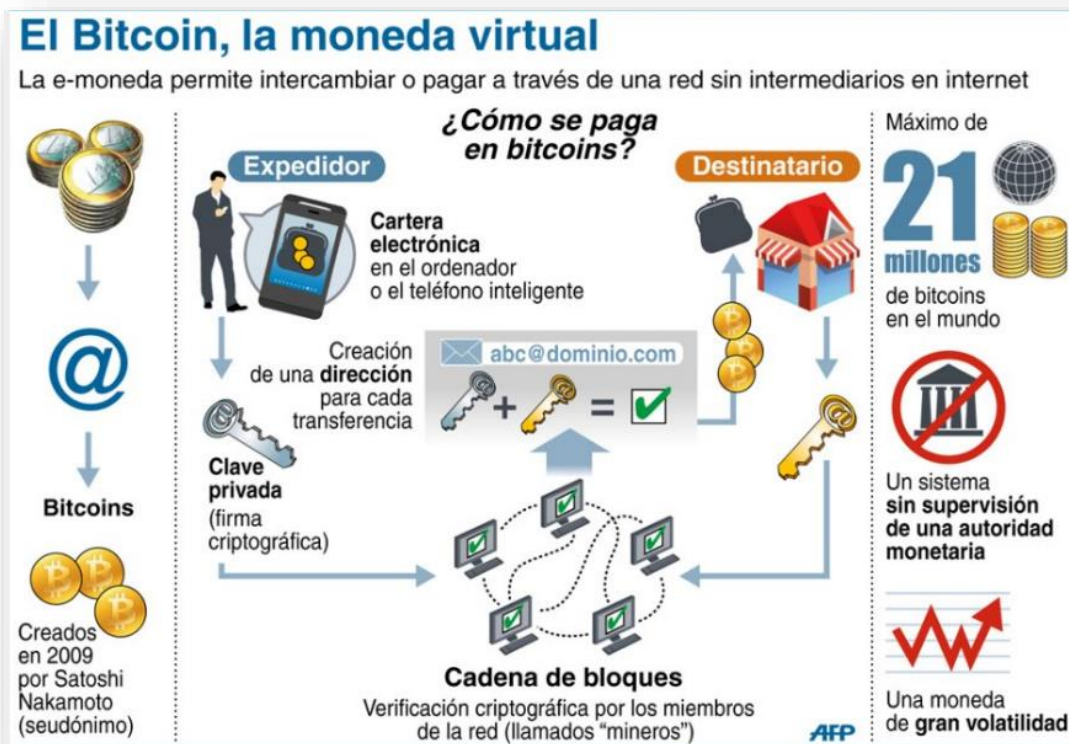 El Bitcoin, la moneda virtual
La e-moneda permite intercambiar o pagar a través de una red sin intermediarios en internet
Bitcoins
Creados
en 2009
por Satoshi
Nakamoto
(seudónimo)
¿Cómo se paga
en bitcoins?
Expedidor
Destinatario
Cartera
electrónica
en el ordenador
o el teléfono inteligente
Creación
de una dirección
para cada
transferencia
abc@dominio.com
Clave
privada
(firma
criptográfica)
Cadena de bloques
Verificación criptográfica por los miembros
de la red (llamados "mineros")
AFP
Máximo de
21
millones
de bitcoins
en el mundo
Un sistema
sin supervisión
de una autoridad
monetaria
Una moneda
de gran volatilidad